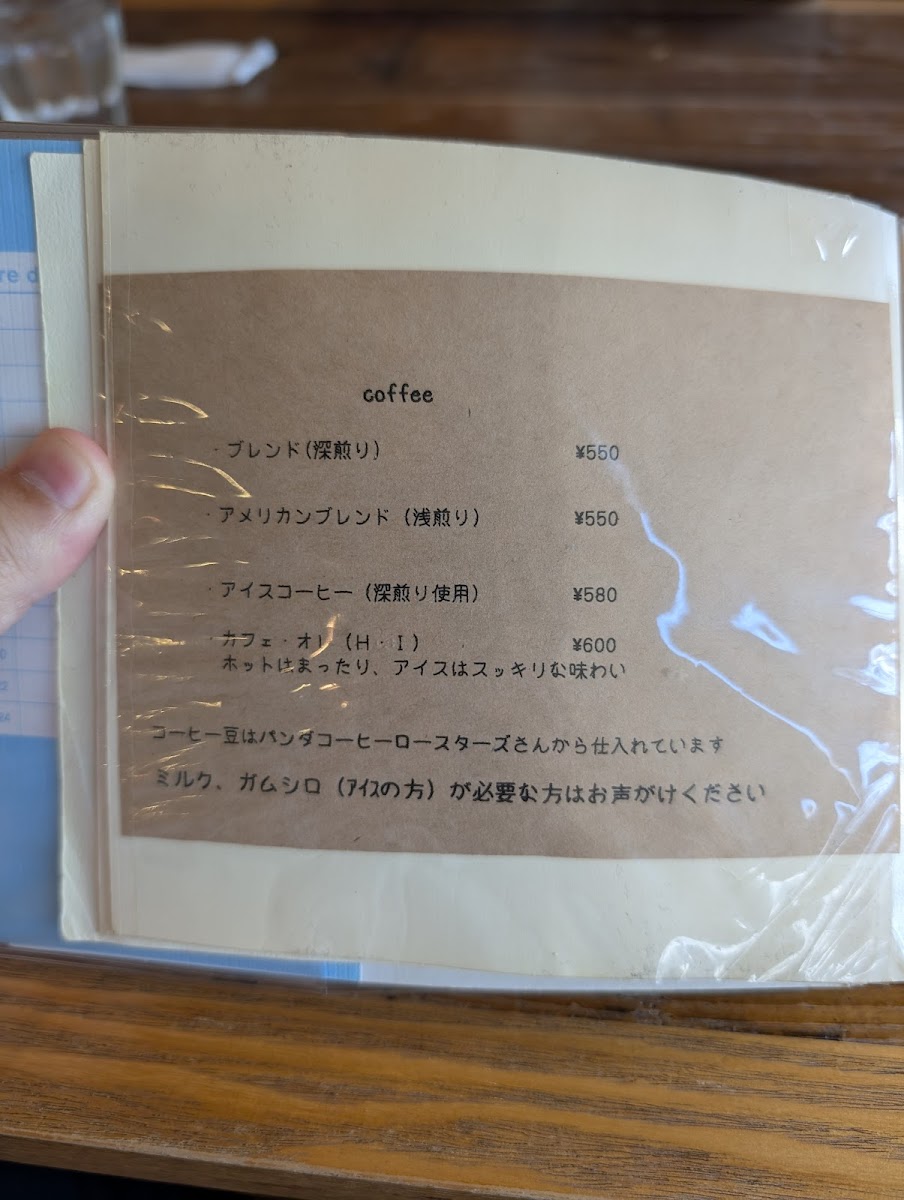 coffee
・ブレンド(深煎り) ¥550
・アメリカンブレンド (浅煎り) ¥550
・アイスコーヒー (深煎り使用) ¥580
・カフェ・オレ (H・I) ¥600
ホットはまったり、アイスはスッキリな味わい
コーヒー豆はパンダコーヒーロースターズさんから仕入れています
ミルク、ガムシロ (ｱｲｽの方) が必要な方はお声がけください
re d
22
24